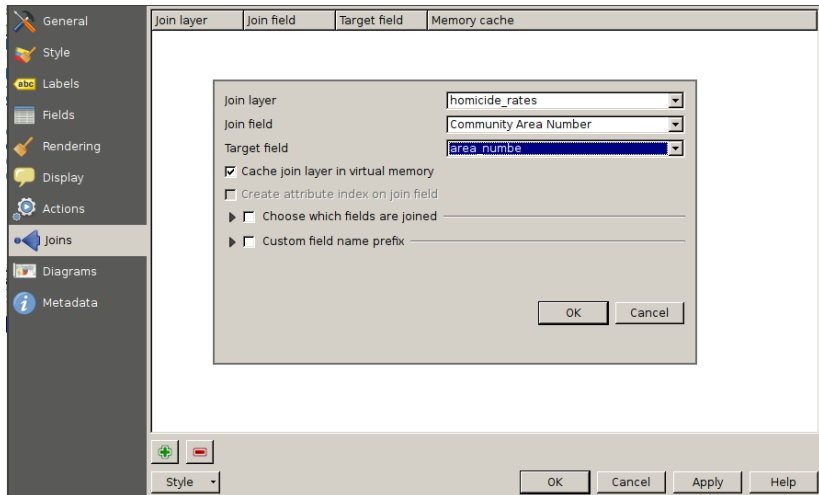 General
Style
abc Labels
Fields
Rendering
Display
Actions
Joins
Diagrams
i Metadata
Join layer Join field Target field Memory cache
Join layer homicide_rates
Join field Community Area Number
Target field area_numbe
Cache join layer in virtual memory
Create attribute index on join field
Choose which fields are joined
Custom field name prefix
OK Cancel
Style OK Cancel Apply Help